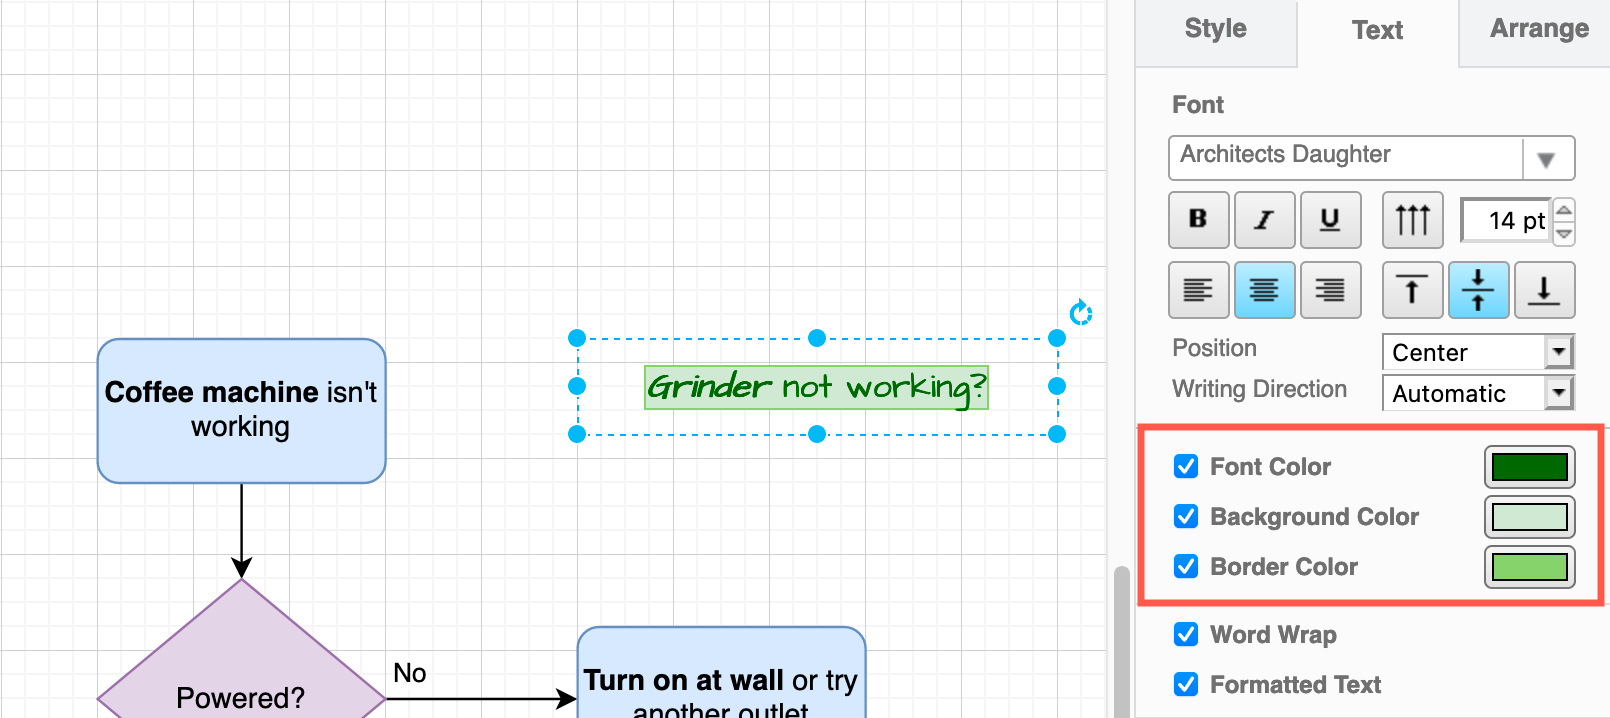 Style
Text
Arrange
Font
Architects Daughter
B
I
U
14 pt
Position
Center
Writing Direction
Automatic
Font Color
Background Color
Border Color
Word Wrap
Formatted Text
Coffee machine isn't
working
Grinder not working?
Powered?
No
Turn on at wall or try
another outlet